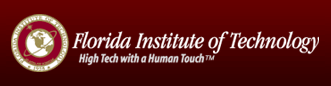 Florida Institute of Technology
High Tech with a Human Touch™